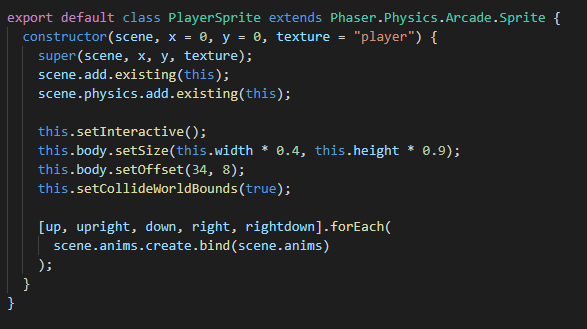 export default class PlayerSprite extends Phaser.Physics.Arcade.Sprite {
constructor(scene, x = 0, y = 0, texture = "player") {
super(scene, x, y, texture);
scene.add.existing(this);
scene.physics.add.existing(this);
this.setInteractive();
this.body.setSize(this.width * 0.4, this.height * 0.9);
this.body.setOffset(34, 8);
this.setCollideWorldBounds(true);
[up, upright, down, right, rightdown].forEach(
scene.anims.create.bind(scene.anims)
);
}
}